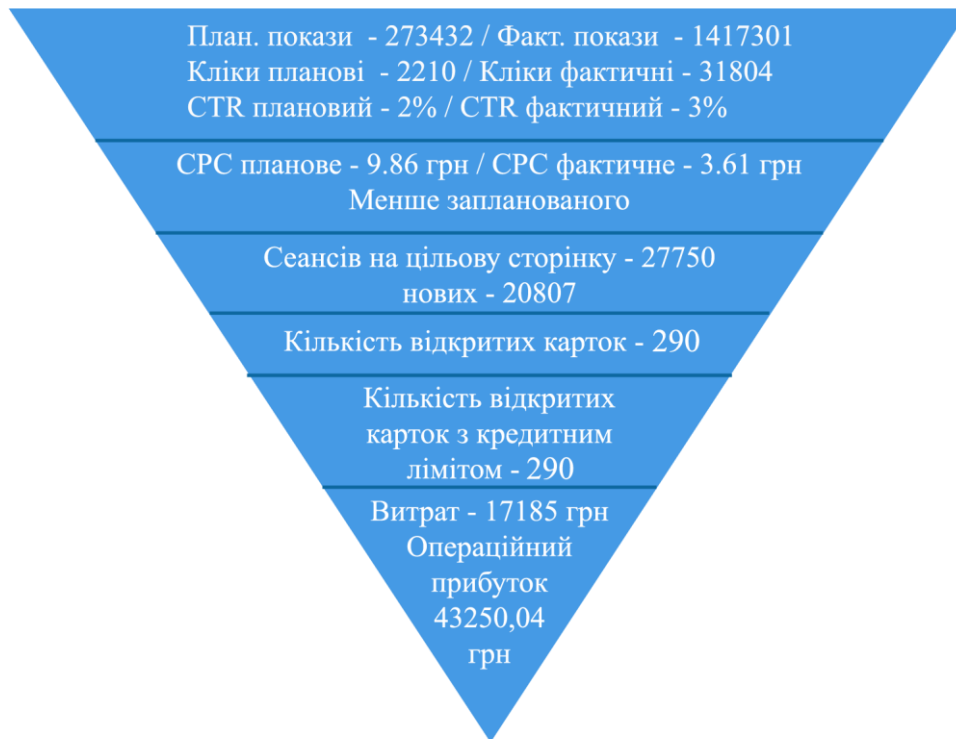 План. покази - 273432 / Факт. покази - 1417301
Кліки планові - 2210 / Кліки фактичні - 31804
CTR плановий - 2% / CTR фактичний - 3%
CPC планове - 9.86 грн / CPC фактичне - 3.61 грн
Менше запланованого
Сеансів на цільову сторінку - 27750
нових - 20807
Кількість відкритих карток - 290
Кількість відкритих
карток з кредитним
лімітом - 290
Витрат - 17185 грн
Операційний
прибуток
43250,04
грн